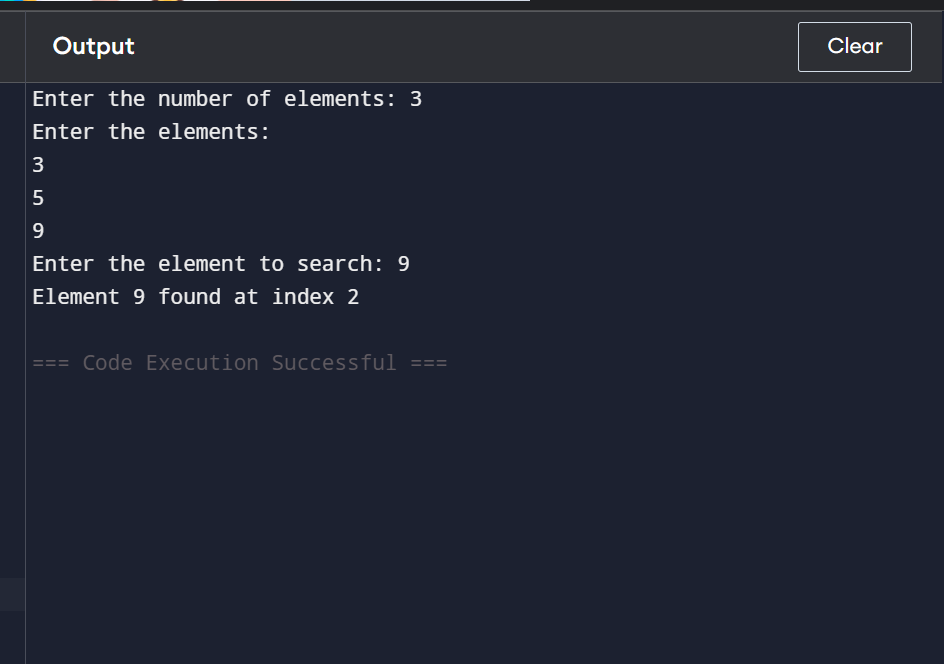 Output
Clear
Enter the number of elements: 3
Enter the elements:
3
5
9
Enter the element to search: 9
Element 9 found at index 2
=== Code Execution Successful ===